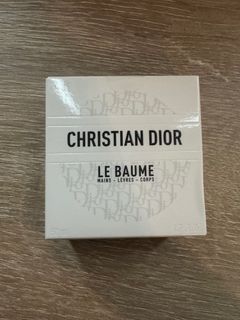 CHRISTIAN DIOR
LE BAUME
MAINS - LÈVRES - CORPS